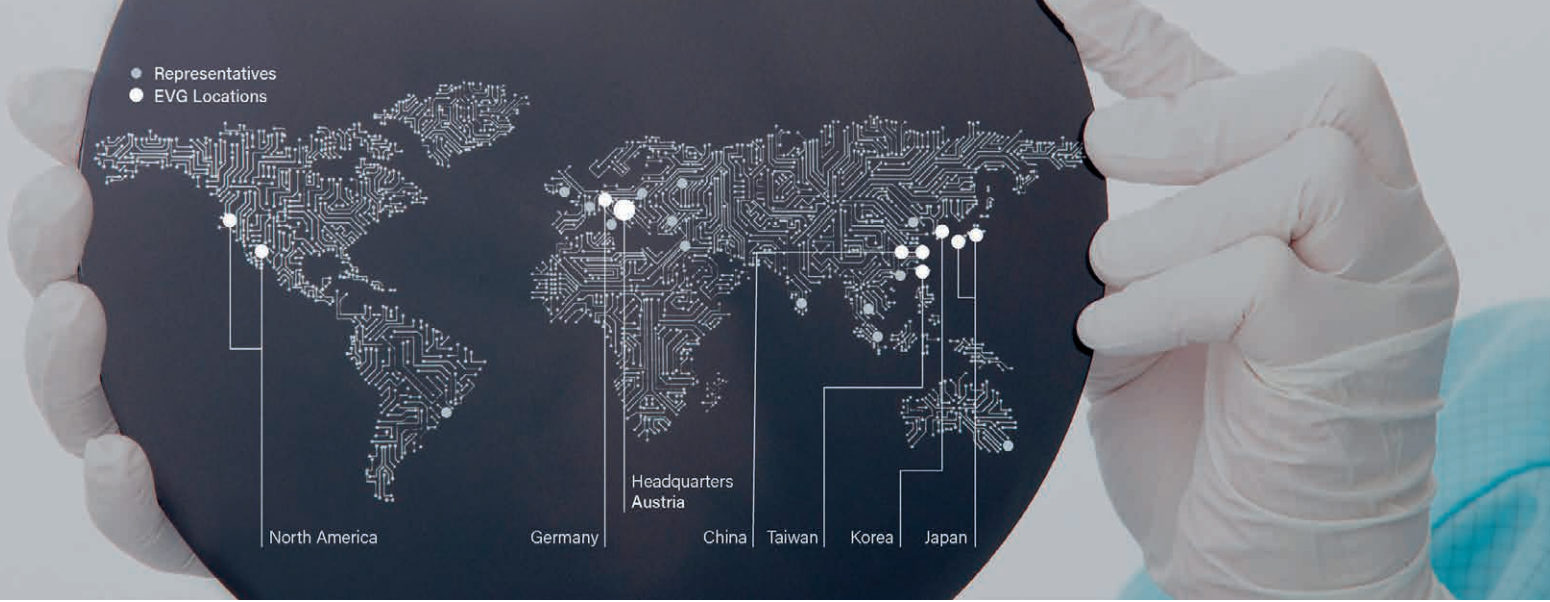 Representatives
EVG Locations
Headquarters
Austria
North America
Germany
China
Taiwan
Korea
Japan